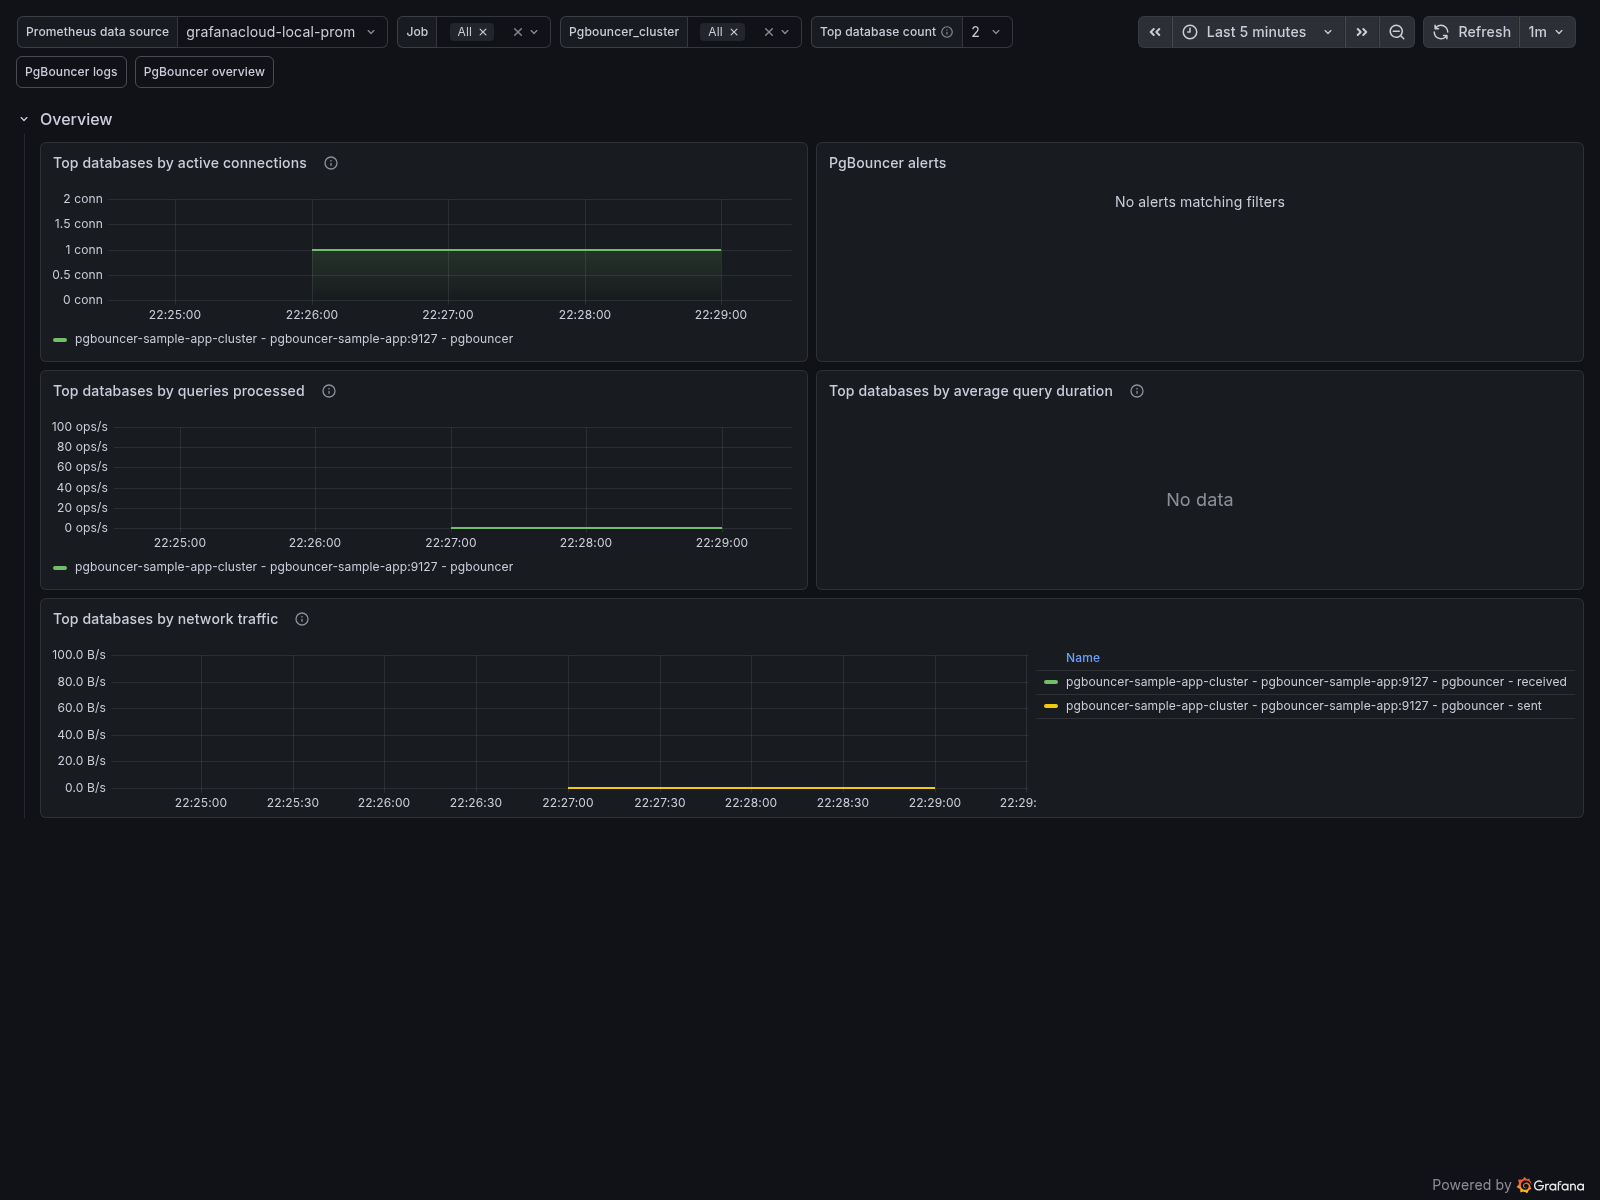 Prometheus data source grafanacloud-local-prom Job All Pgbouncer_cluster All Top database count 2 Last 5 minutes Refresh 1m
PgBouncer logs PgBouncer overview
Overview
Top databases by active connections
2 conn
1.5 conn
1 conn
0.5 conn
0 conn
22:25:00 22:26:00 22:27:00 22:28:00 22:29:00
pgbouncer-sample-app-cluster - pgbouncer-sample-app:9127 - pgbouncer
PgBouncer alerts
No alerts matching filters
Top databases by queries processed
100 ops/s
80 ops/s
60 ops/s
40 ops/s
20 ops/s
0 ops/s
22:25:00 22:26:00 22:27:00 22:28:00 22:29:00
pgbouncer-sample-app-cluster - pgbouncer-sample-app:9127 - pgbouncer
Top databases by average query duration
No data
Top databases by network traffic
100.0 B/s
80.0 B/s
60.0 B/s
40.0 B/s
20.0 B/s
0.0 B/s
22:25:00 22:25:30 22:26:00 22:26:30 22:27:00 22:27:30 22:28:00 22:28:30 22:29:00 22:29:
Name
pgbouncer-sample-app-cluster - pgbouncer-sample-app:9127 - pgbouncer - received
pgbouncer-sample-app-cluster - pgbouncer-sample-app:9127 - pgbouncer - sent
Powered by Grafana